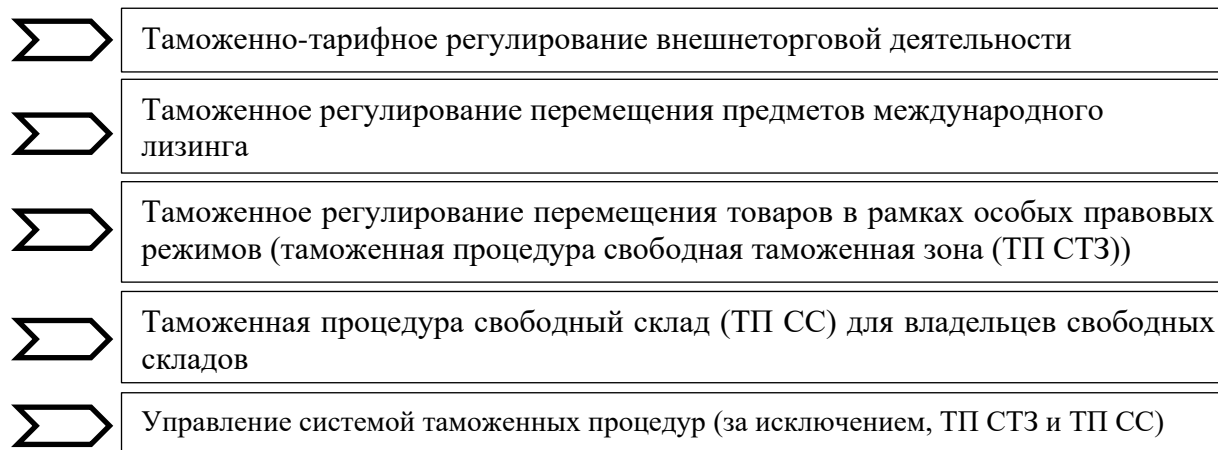 Таможенно-тарифное регулирование внешнеторговой деятельности
Таможенное регулирование перемещения предметов международного
лизинга
Таможенное регулирование перемещения товаров в рамках особых правовых
режимов (таможенная процедура свободная таможенная зона (ТП СТЗ))
Таможенная процедура свободный склад (ТП СС) для владельцев свободных
складов
Управление системой таможенных процедур (за исключением, ТП СТЗ и ТП СС)